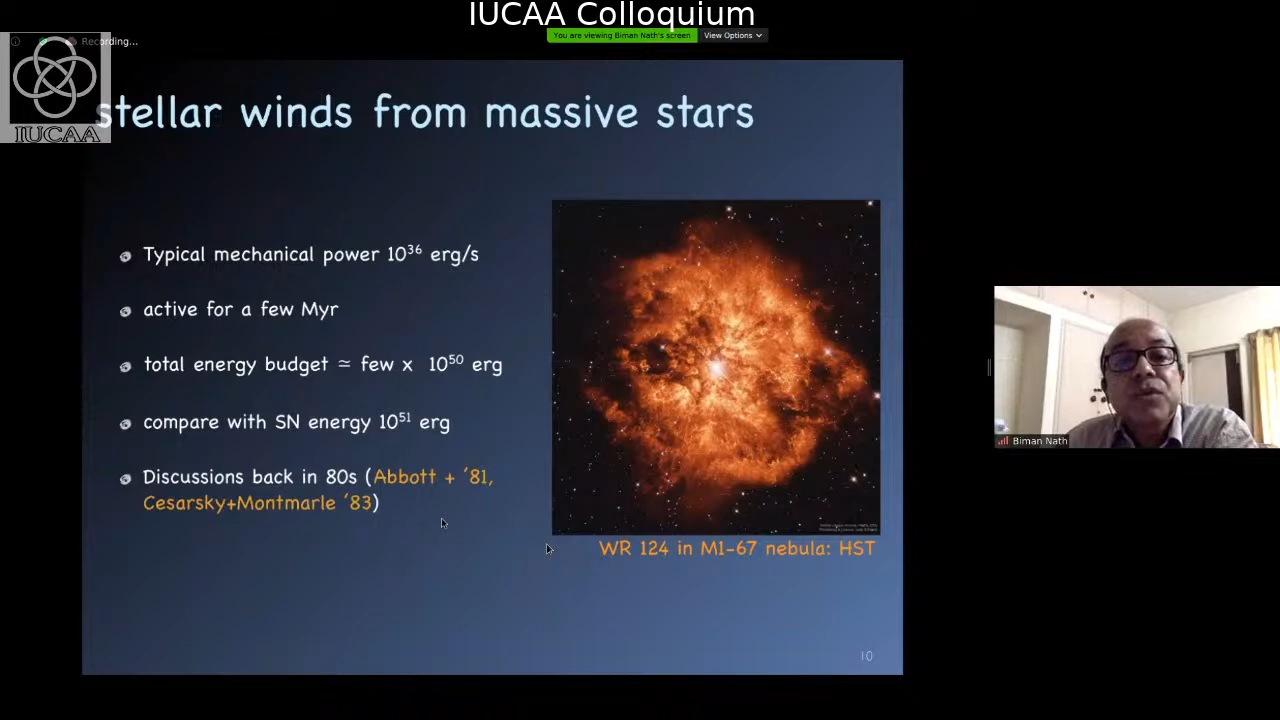 IUCAA Colloquium
You are viewing Biman Nath's screen View Options
Recording...
IUCAA
stellar winds from massive stars
Typical mechanical power 10³⁶ erg/s
active for a few Myr
total energy budget ≃ few x 10⁵⁰ erg
compare with SN energy 10⁵¹ erg
Discussions back in 80s (Abbott + ´81,
Cesarsky+Montmarle ´83)
WR 124 in M1-67 nebula: HST
Biman Nath
10